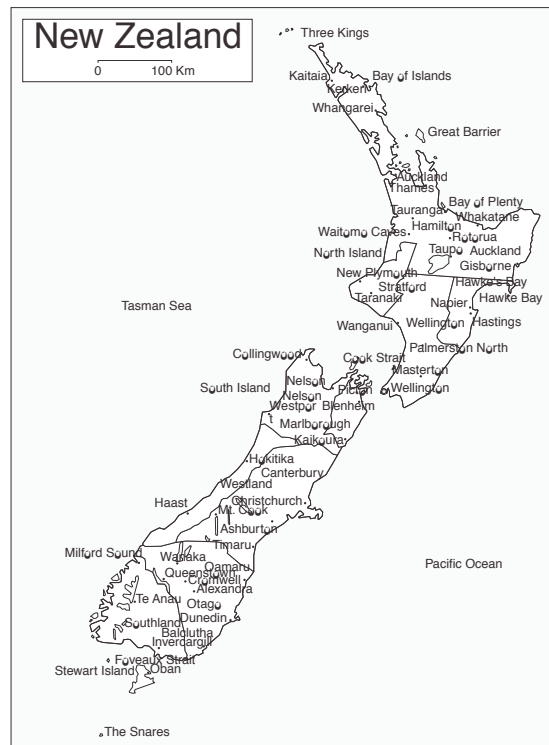 New Zealand
0 100 Km
Three Kings
Kaitaia
Bay of Islands
Kerkeri
Whangarei
Great Barrier
Auckland
Thames
Bay of Plenty
Tauranga
Whakatane
Hamilton
Waitomo Caves
Rotorua
North Island
Taupo
Auckland
Gisborne
New Plymouth
Hawke's Bay
Stratford
Taranaki
Napier
Hawke Bay
Tasman Sea
Wanganui
Wellington
Hastings
Palmerston North
Collingwood
Cook Strait
Masterton
Nelson
South Island
Picton
Wellington
Nelson
Westpor
t
Blenheim
Marlborough
Kaikoura
Hokitika
Canterbury
Westland
Haast
Christchurch
Mt. Cook
Ashburton
Timaru
Milford Sound
Wanaka
Pacific Ocean
Oamaru
Queenstown
Cromwell
Alexandra
Te Anau
Otago
Dunedin
Southland
Baldlutha
Invercargill
Foveaux Strait
Stewart Island
Oban
The Snares